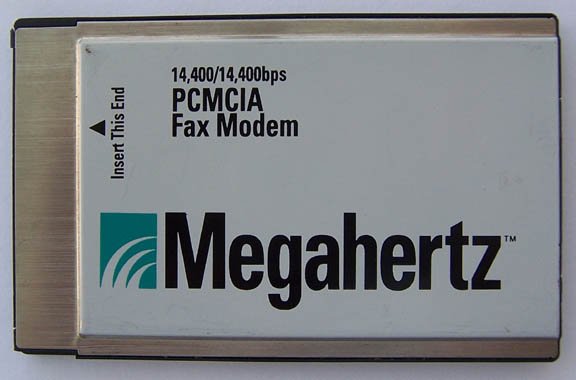 14,400/14,400bps
PCMCIA
Fax Modem
Insert This End
Megahertz™